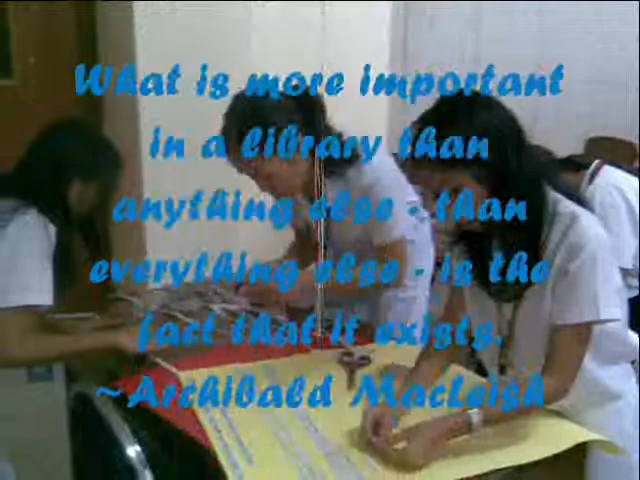 What is more important
in a library than
anything else - than
everything else - is the
fact that it exists.
~Archibald MacLeish